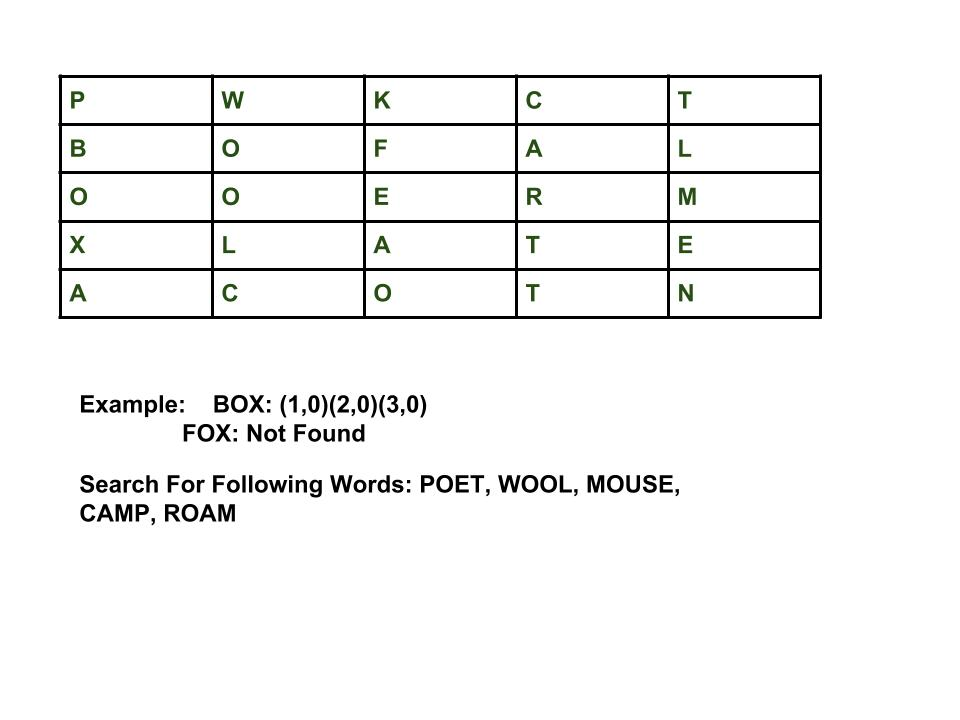 P W K C T
B O F A L
O O E R M
X L A T E
A C O T N
Example: BOX: (1,0)(2,0)(3,0)
FOX: Not Found
Search For Following Words: POET, WOOL, MOUSE,
CAMP, ROAM